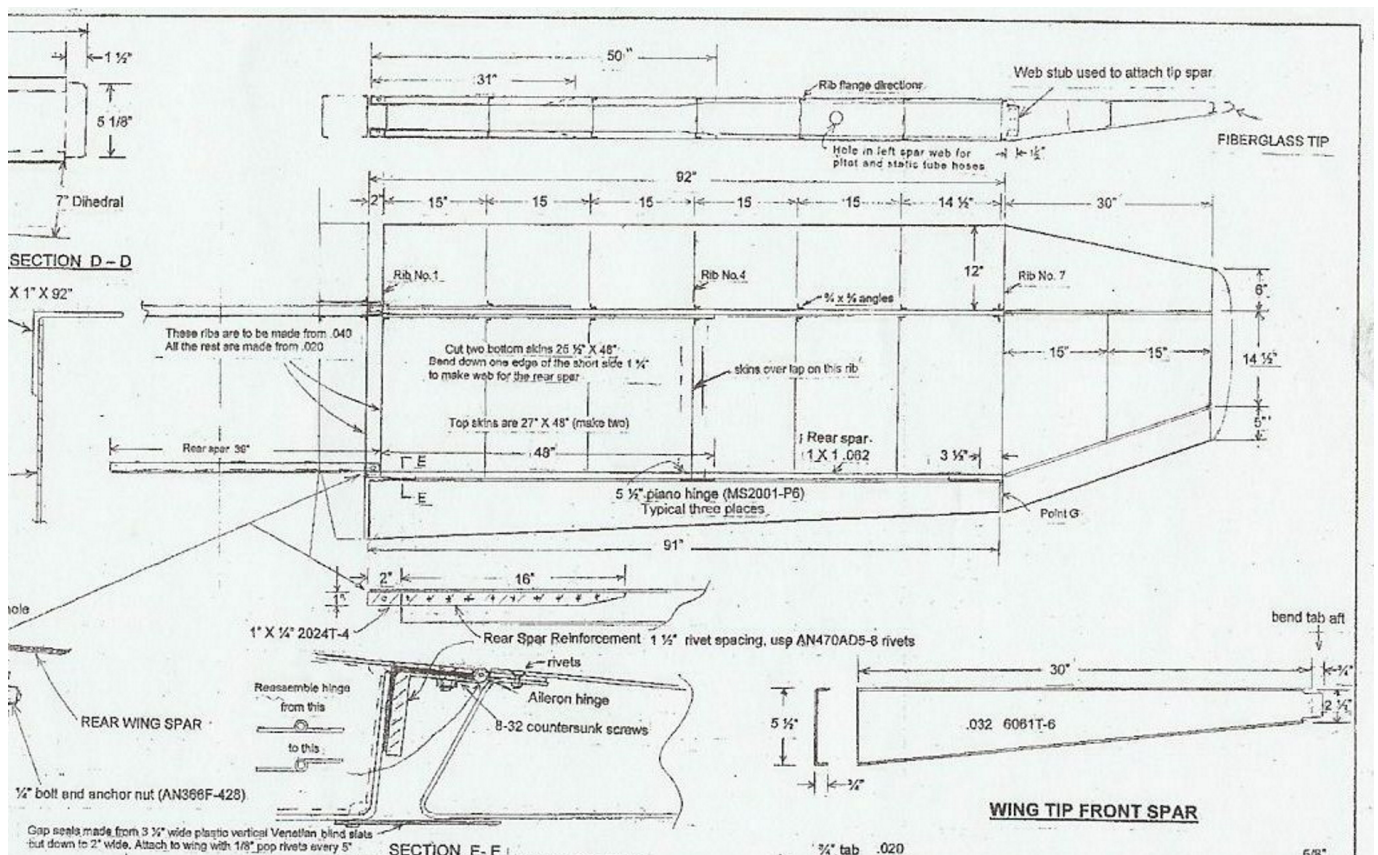 1 ½"
5 1/8"
7" Dihedral
SECTION D – D
X 1" X 92"
50"
31"
Rib flange directions
Web stub used to attach tip spar
FIBERGLASS TIP
Hole in left spar web for
pitot and static tube hoses
½"
92"
2"
15"
15
15
15
15
14 ½"
30"
Rib No.1
Rib No.4
12"
Rib No. 7
6"
¾ x ¾ angles
These ribs are to be made from .040
All the rest are made from .020
Cut two bottom skins 25 ½" X 48"
Bend down one edge of the short side 1 ¾"
to make web for the rear spar
skins over lap on this rib
15"
15"
14 ½"
Top skins are 27" X 48" (make two)
5"
Rear spar 36"
48"
Rear spar
1 X 1 .062
3 ½"
E
E
5 ½" piano hinge (MS2001-P6)
Typical three places
Point G
91"
2"
16"
1"
hole
1" X ¼" 2024T-4
Rear Spar Reinforcement
1 ½" rivet spacing, use AN470AD5-8 rivets
bend tab aft
rivets
Reassemble hinge
from this
to this
Aileron hinge
8-32 countersunk screws
REAR WING SPAR
30"
¾"
5 ½"
.032 6061T-6
2 ½"
¾"
WING TIP FRONT SPAR
¼" bolt and anchor nut (AN366F-428)
Gap seals made from 3 ½" wide plastic vertical Venetian blind slats
cut down to 2" wide. Attach to wing with 1/8" pop rivets every 5"
SECTION E- E
¾" tab .020
5/8"